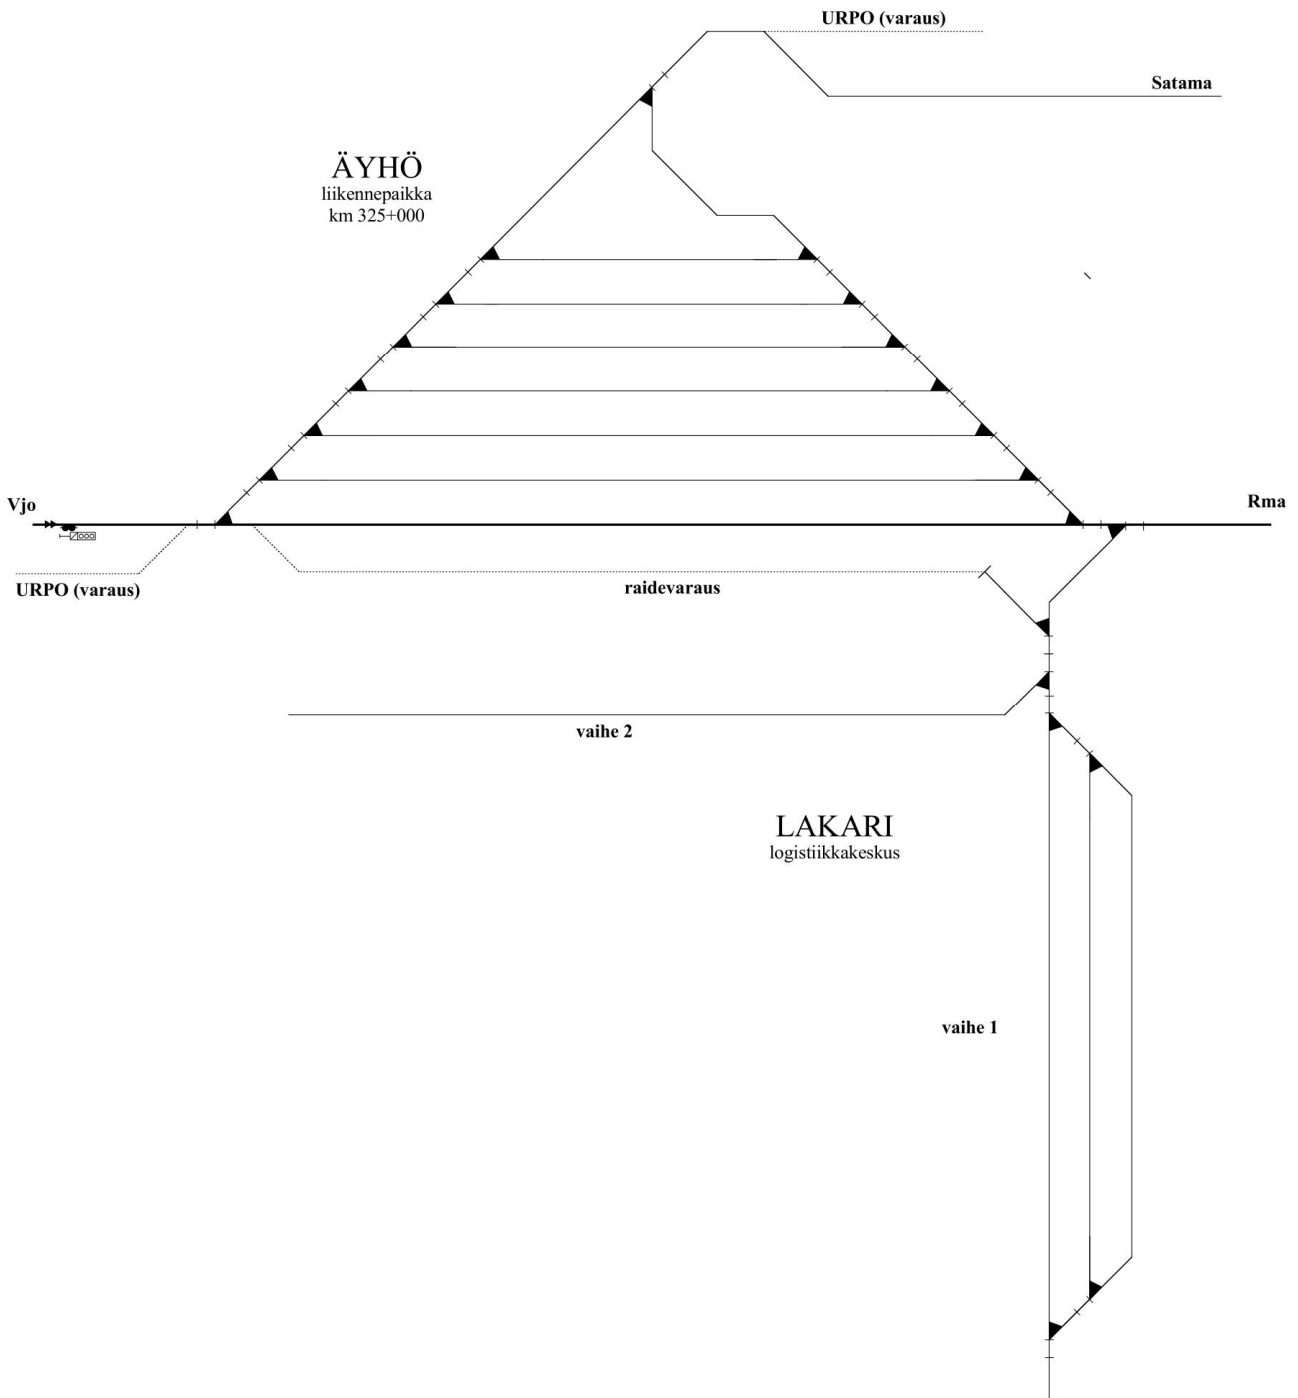 URPO (varaus)
Satama
ÄYHÖ
liikennepaikka
km 325+000
Vjo
Rma
URPO (varaus)
raidevaraus
vaihe 2
LAKARI
logistiikkakeskus
vaihe 1